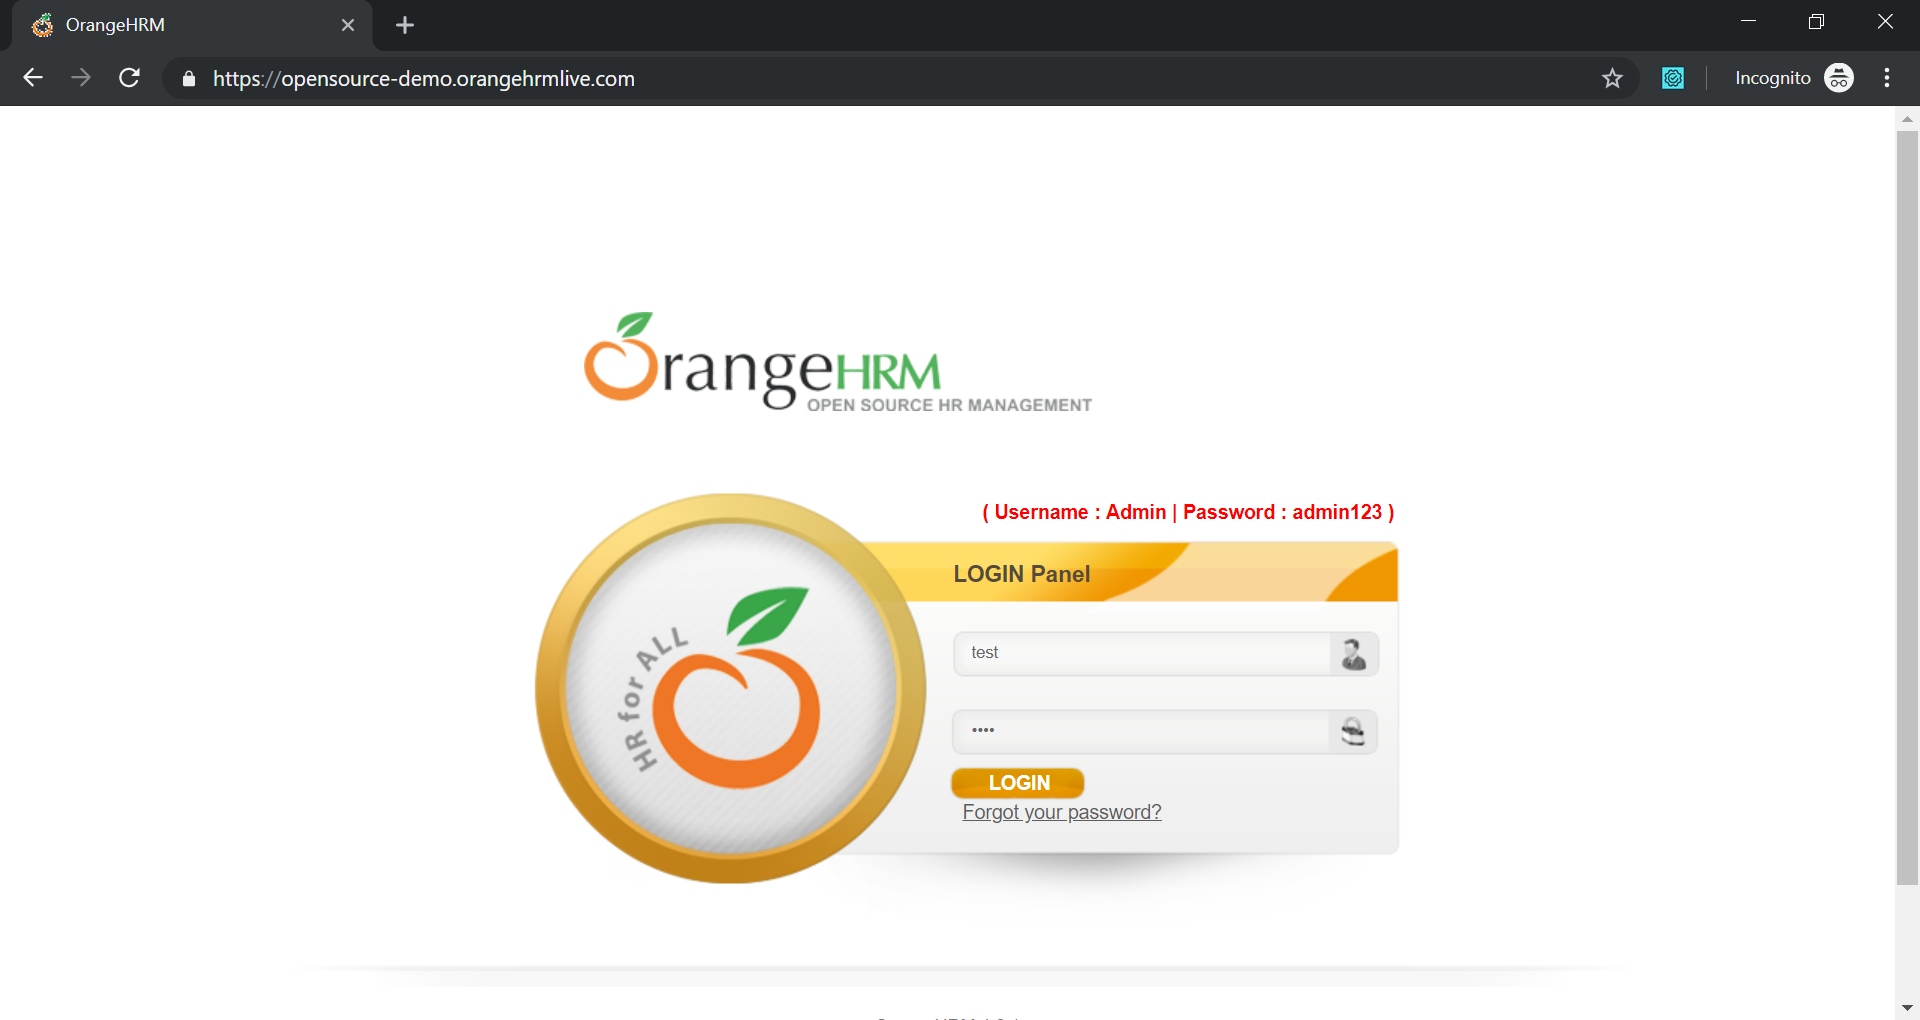 OrangeHRM
https://opensource-demo.orangehrmlive.com
Incognito
OrangeHRM
OPEN SOURCE HR MANAGEMENT
( Username : Admin | Password : admin123 )
LOGIN Panel
HR for ALL
test
••••
LOGIN
Forgot your password?